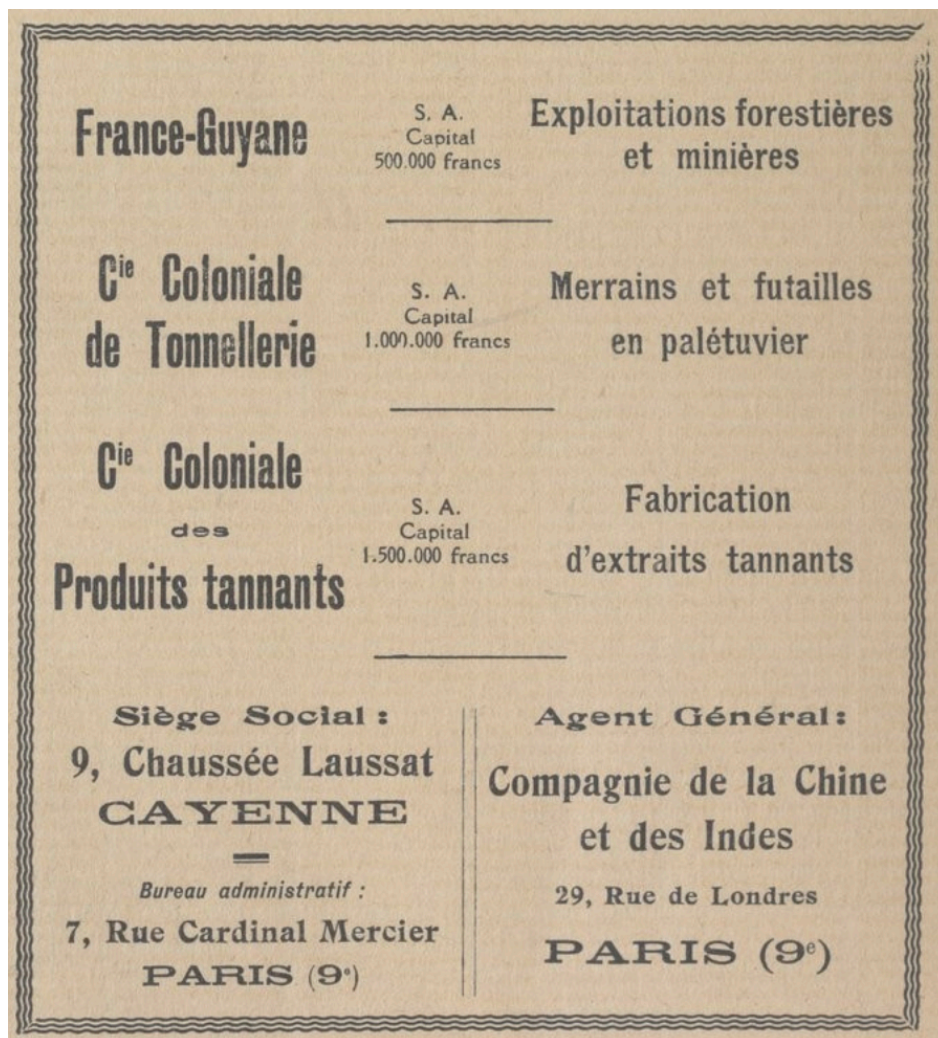 France-Guyane
S. A.
Capital
500.000 francs
Exploitations forestières
et minières
Cie Coloniale
de Tonnellerie
S. A.
Capital
1.000.000 francs
Merrains et futailles
en palétuvier
Cie Coloniale
des
Produits tannants
S. A.
Capital
1.500.000 francs
Fabrication
d'extraits tannants
Siège Social :
9, Chaussée Laussat
CAYENNE
Bureau administratif :
7, Rue Cardinal Mercier
PARIS (9e)
Agent Général :
Compagnie de la Chine
et des Indes
29, Rue de Londres
PARIS (9e)